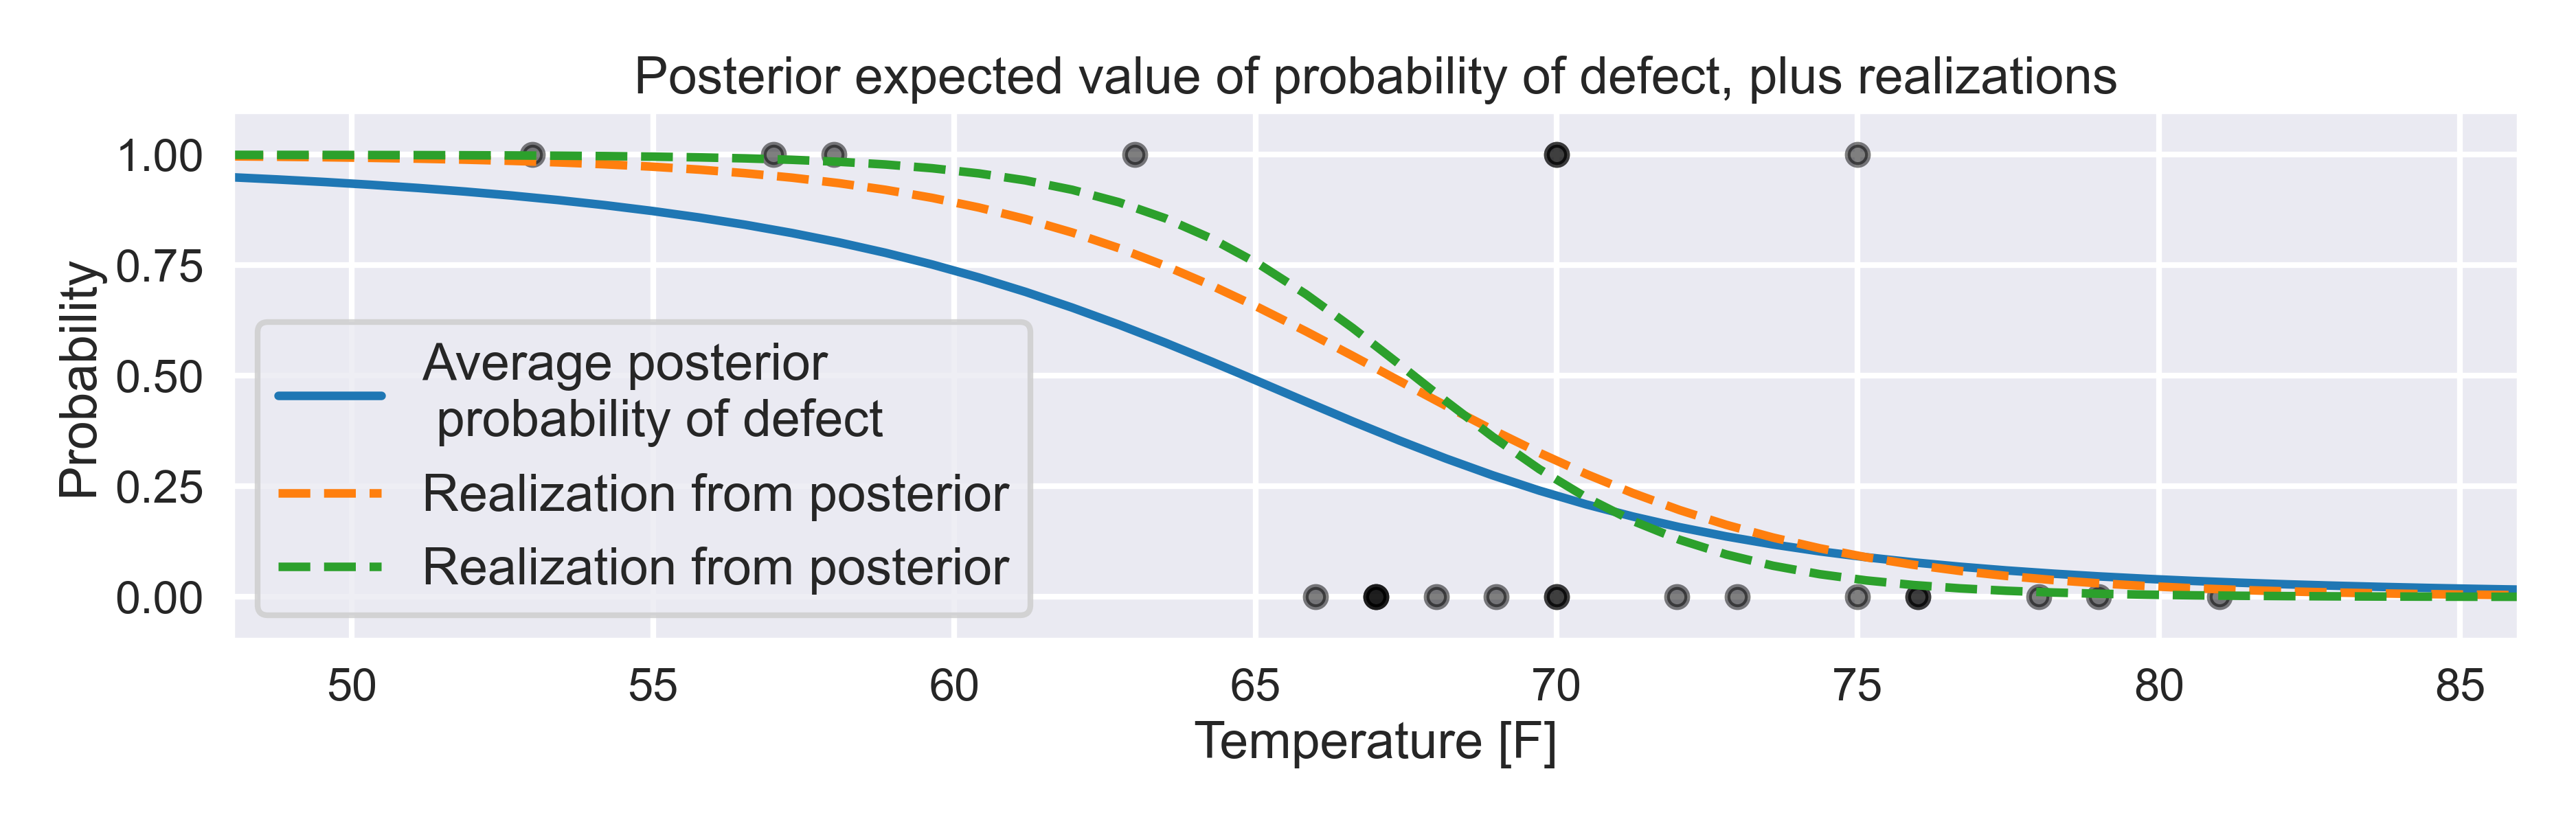 Posterior expected value of probability of defect, plus realizations
Probability
1.00
0.75
0.50
0.25
0.00
Average posterior
probability of defect
Realization from posterior
Realization from posterior
50 55 60 65 70 75 80 85
Temperature [F]